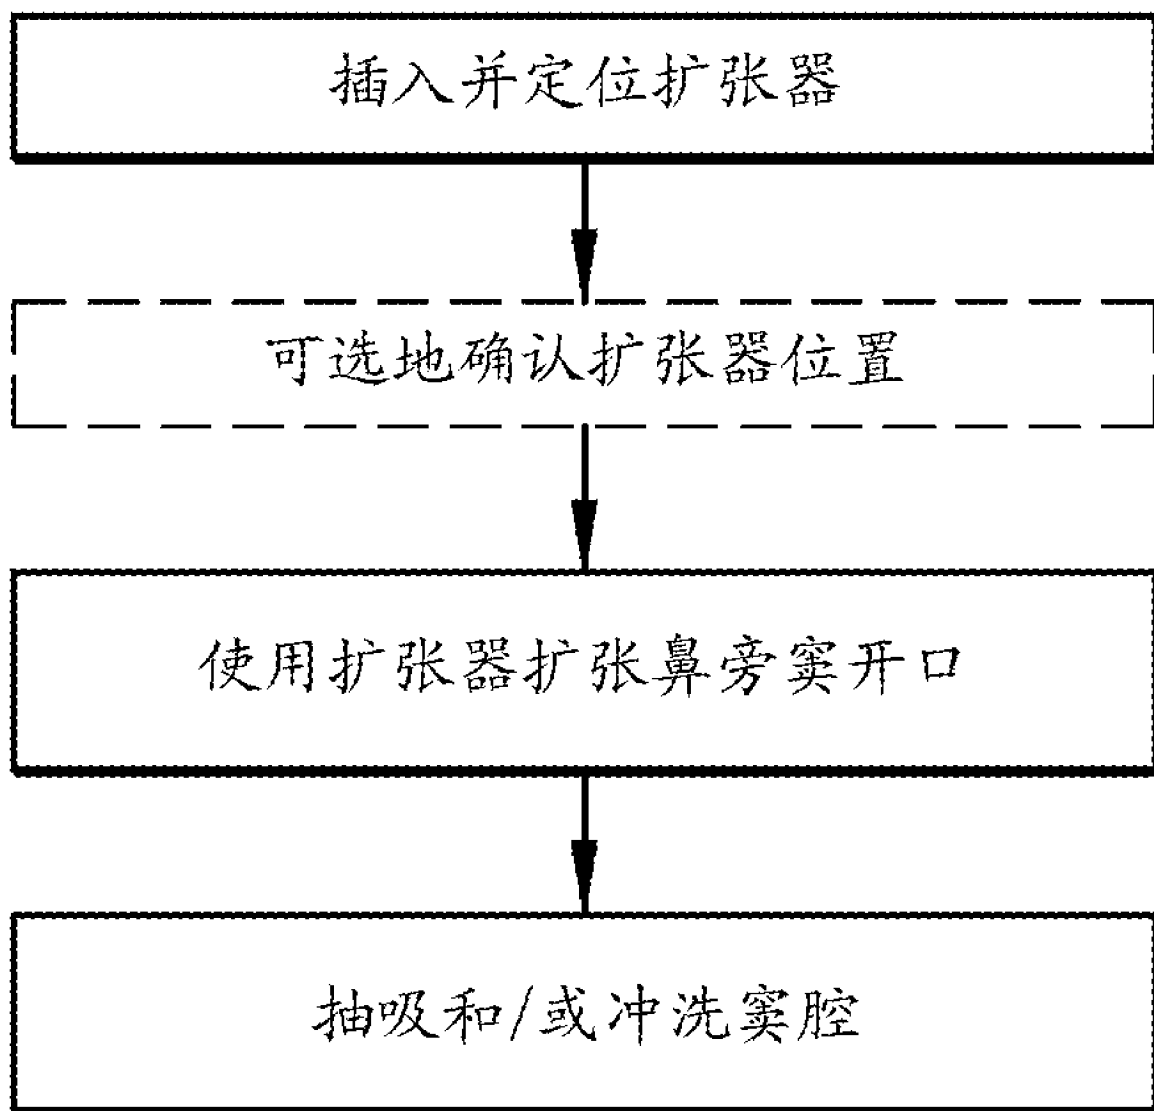 插入并定位扩张器
可选地确认扩张器位置
使用扩张器扩张鼻旁窦开口
抽吸和/或冲洗窦腔